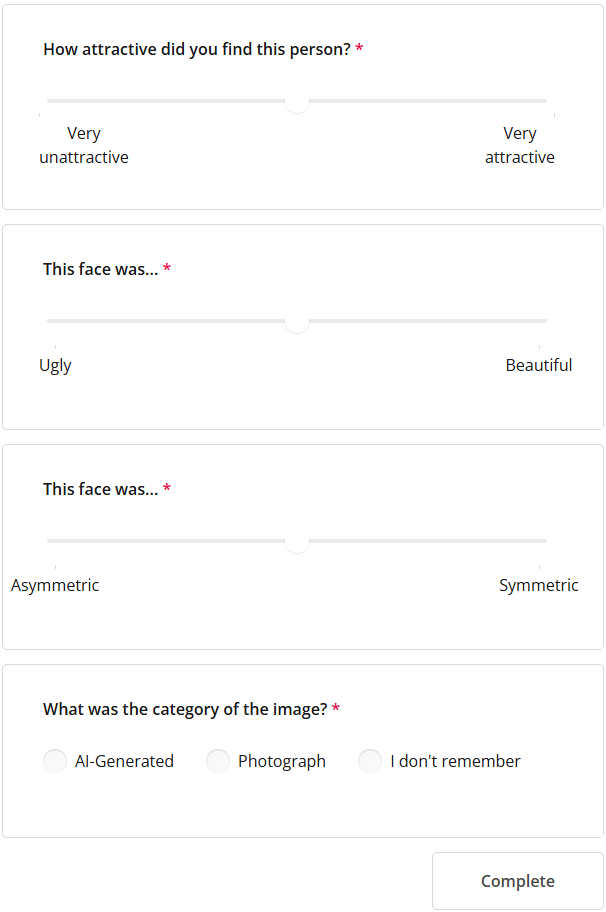 How attractive did you find this person? *
Very
unattractive
Very
attractive
This face was... *
Ugly
Beautiful
This face was... *
Asymmetric
Symmetric
What was the category of the image? *
AI-Generated
Photograph
I don't remember
Complete